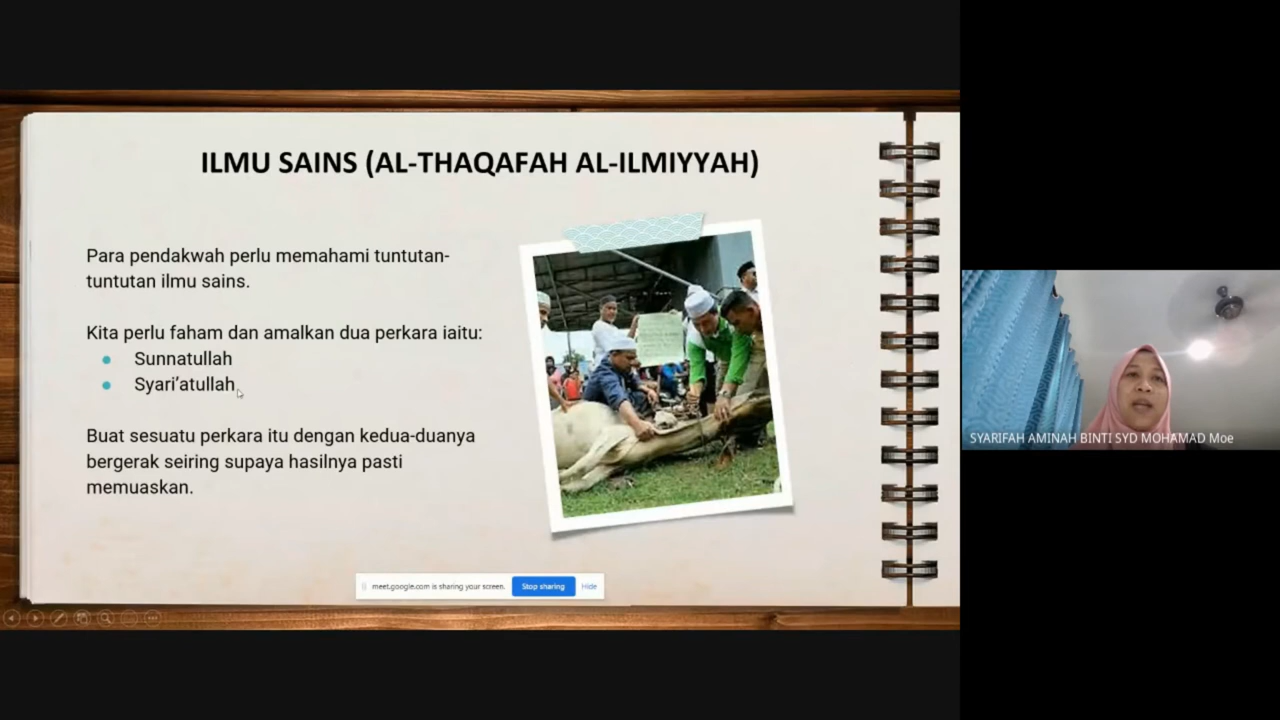 ILMU SAINS (AL-THAQAFAH AL-ILMIYYAH)
Para pendakwah perlu memahami tuntutan-
tuntutan ilmu sains.
Kita perlu faham dan amalkan dua perkara iaitu:
Sunnatullah
Syari’atullah
Buat sesuatu perkara itu dengan kedua-duanya
bergerak seiring supaya hasilnya pasti
memuaskan.
meet.google.com is sharing your screen.
Stop sharing
Hide
SYARIFAH AMINAH BINTI SYD MOHAMAD Moe